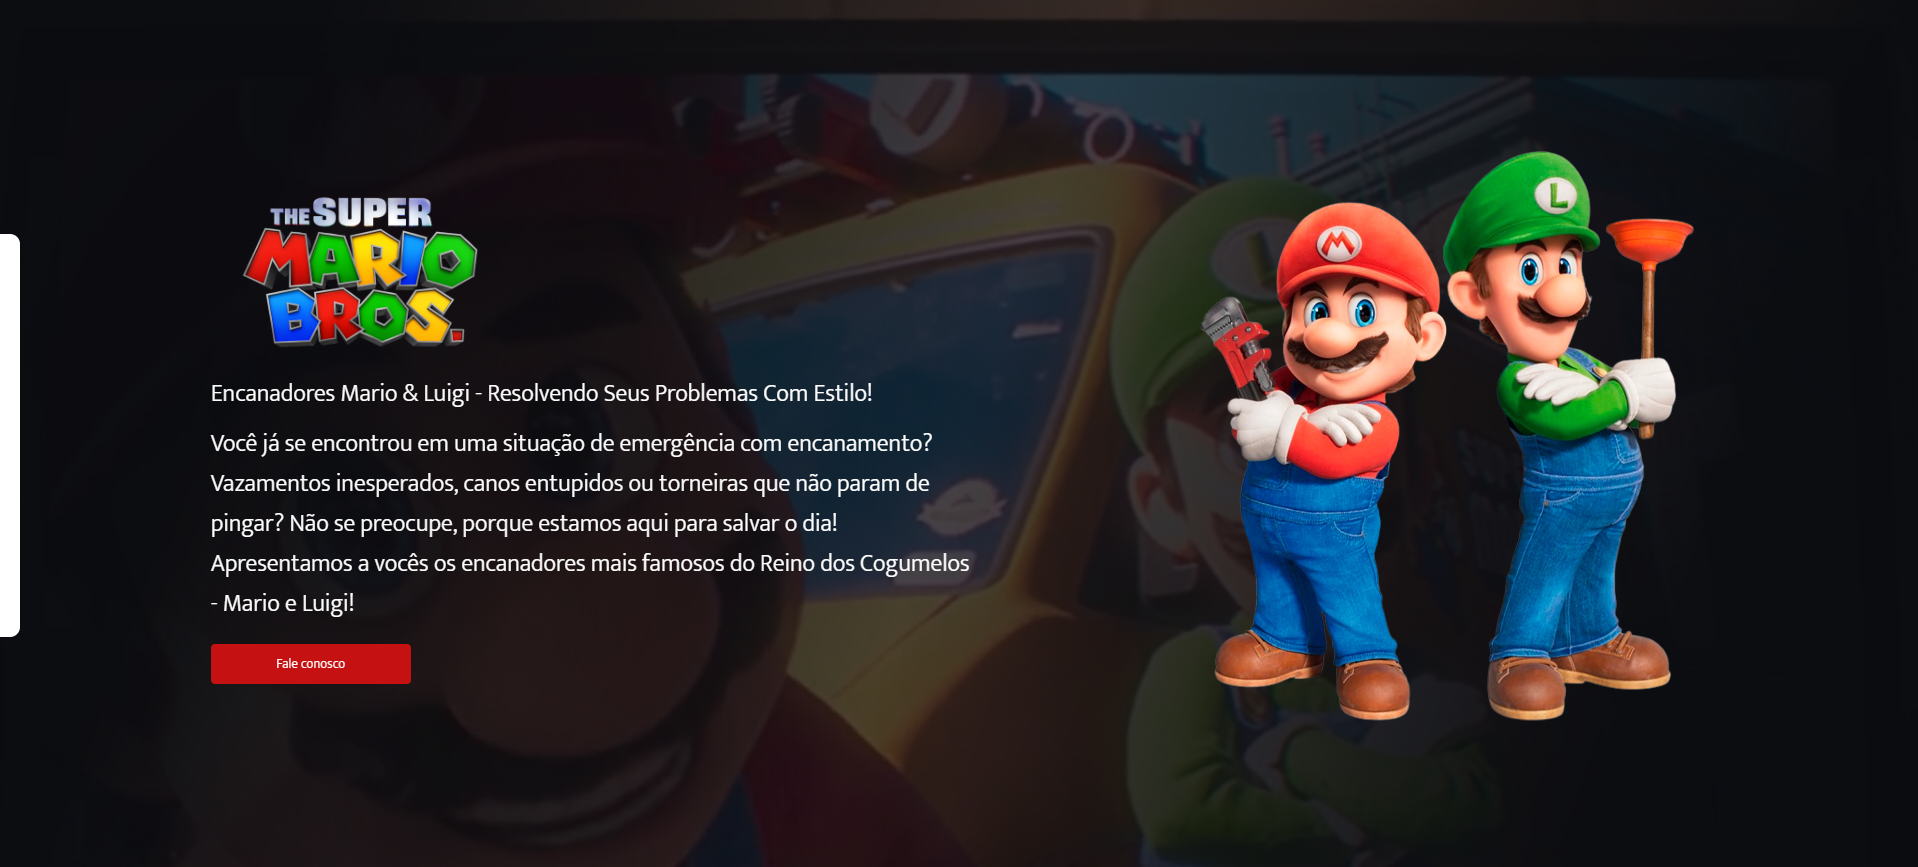 THE SUPER
MARIO
BROS.
M
L
Encanadores Mario & Luigi - Resolvendo Seus Problemas Com Estilo!
Você já se encontrou em uma situação de emergência com encanamento?
Vazamentos inesperados, canos entupidos ou torneiras que não param de
pingar? Não se preocupe, porque estamos aqui para salvar o dia!
Apresentamos a vocês os encanadores mais famosos do Reino dos Cogumelos
- Mario e Luigi!
Fale conosco